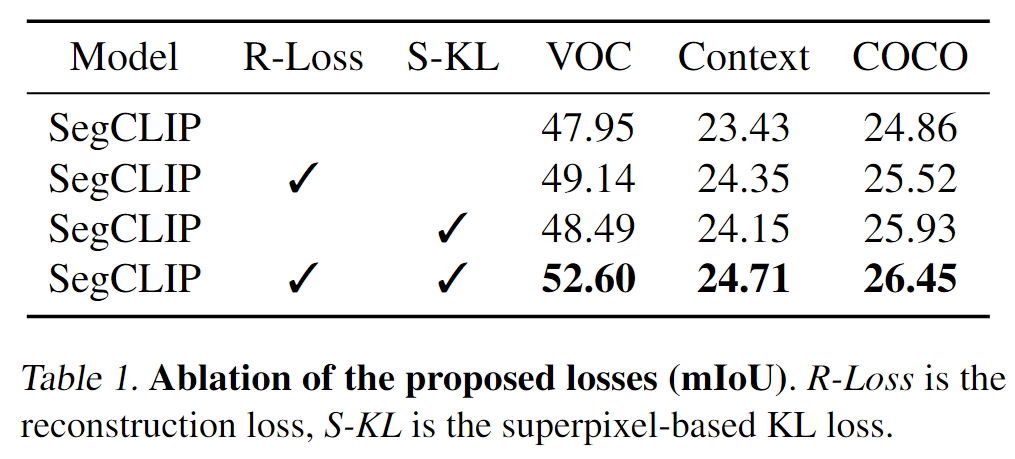 Model R-Loss S-KL VOC Context COCO
SegCLIP 47.95 23.43 24.86
SegCLIP ✓ 49.14 24.35 25.52
SegCLIP ✓ 48.49 24.15 25.93
SegCLIP ✓ ✓ 52.60 24.71 26.45
Table 1. Ablation of the proposed losses (mIoU). R-Loss is the
reconstruction loss, S-KL is the superpixel-based KL loss.